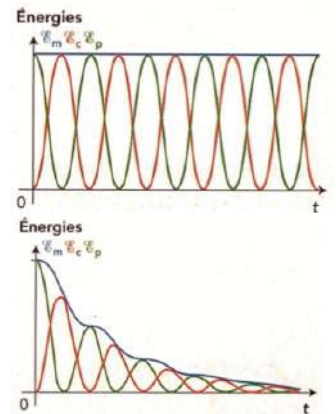 Énergies
ℰm ℰc ℰp
0
t
Énergies
ℰm ℰc ℰp
0
t